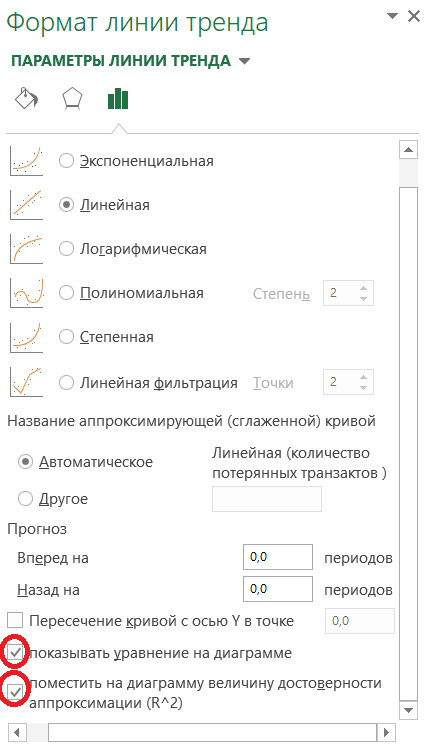 Формат линии тренда
ПАРАМЕТРЫ ЛИНИИ ТРЕНДА
Экспоненциальная
Линейная
Логарифмическая
Полиномиальная Степень 2
Степенная
Линейная фильтрация Точки 2
Название аппроксимирующей (сглаженной) кривой
Автоматическое Линейная (количество
потерянных транзактов )
Другое
Прогноз
Вперед на 0,0 периодов
Назад на 0,0 периодов
Пересечение кривой с осью Y в точке 0,0
показывать уравнение на диаграмме
поместить на диаграмму величину достоверности
аппроксимации (R^2)